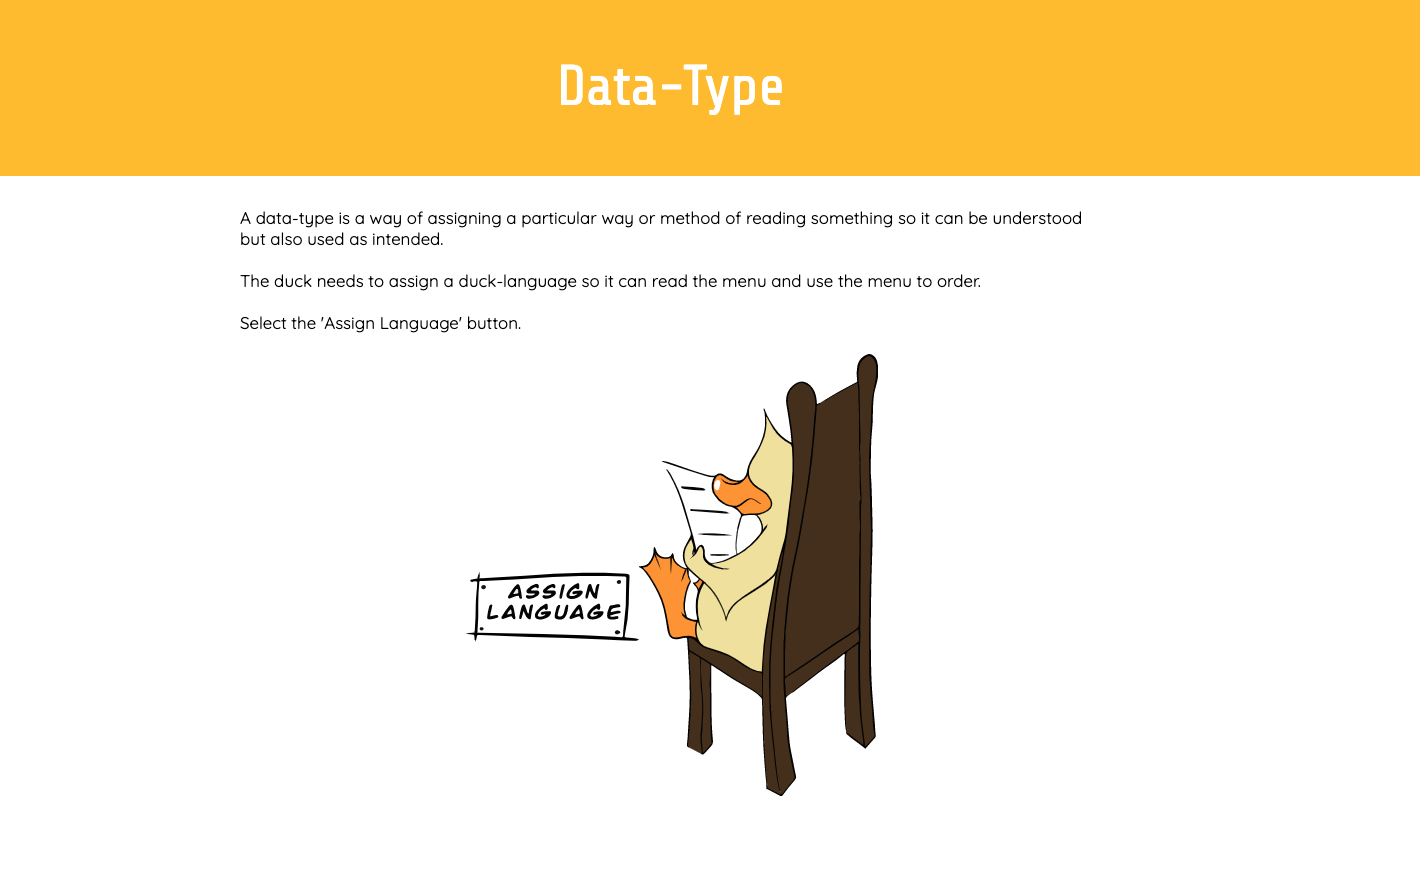 Data-Type
A data-type is a way of assigning a particular way or method of reading something so it can be understood
but also used as intended.
The duck needs to assign a duck-language so it can read the menu and use the menu to order.
Select the 'Assign Language' button.
ASSIGN
LANGUAGE